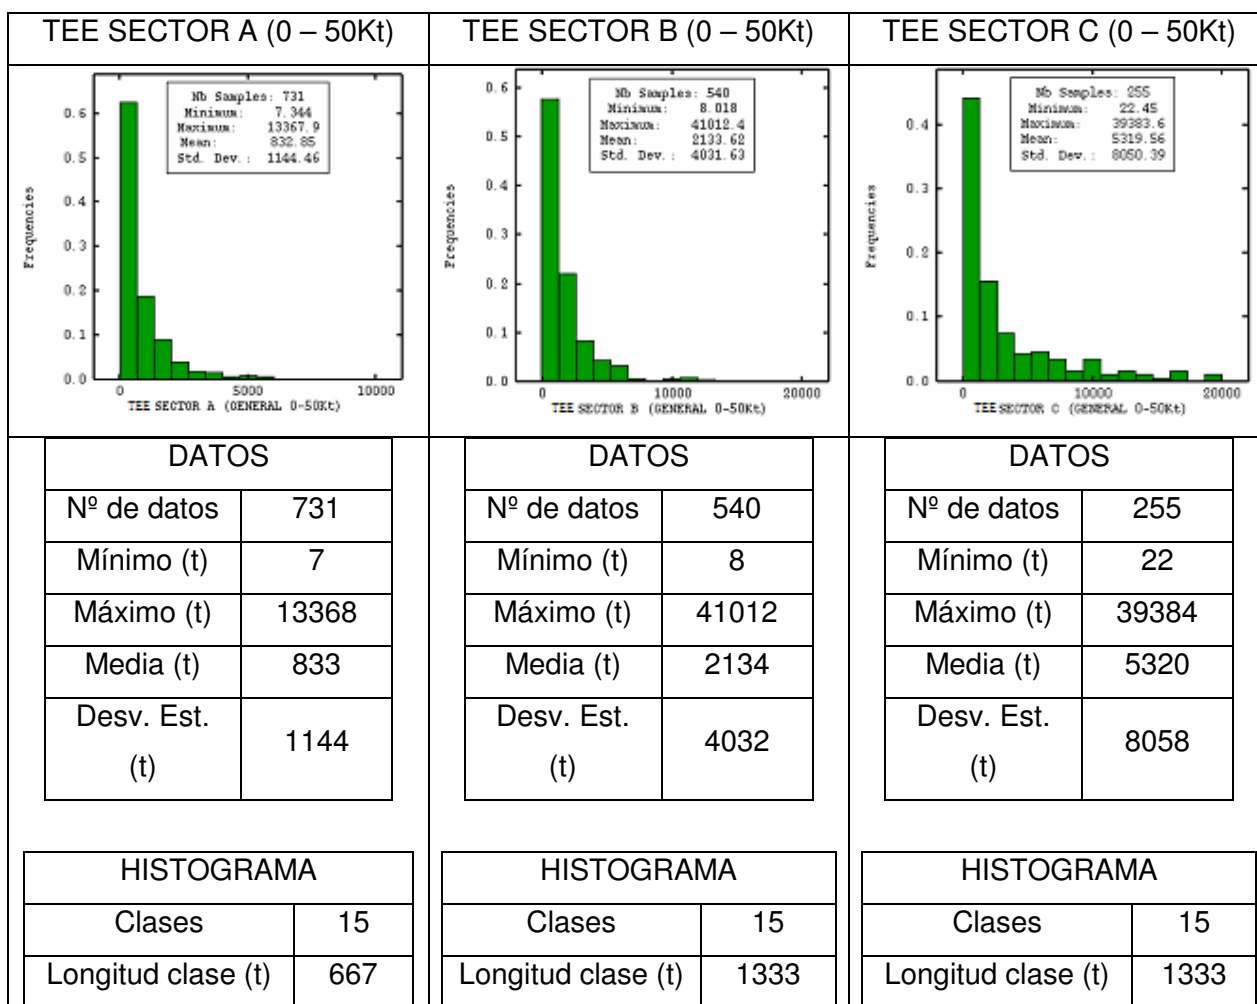 TEE SECTOR A (0 – 50Kt)
TEE SECTOR B (0 – 50Kt)
TEE SECTOR C (0 – 50Kt)
Nb Samples: 731
Minimum: 7.344
Maximum: 13367.9
Mean: 832.85
Std. Dev.: 1144.46
Frequencies
0.6
0.5
0.4
0.3
0.2
0.1
0.0
0
5000
10000
TEE SECTOR A (GENERAL 0-50Kt)
Nb Samples: 540
Minimum: 8.018
Maximum: 41012.4
Mean: 2133.62
Std. Dev.: 4031.63
Frequencies
0.6
0.5
0.4
0.3
0.2
0.1
0.0
0
10000
20000
TEE SECTOR B (GENERAL 0-50Kt)
Nb Samples: 255
Minimum: 22.45
Maximum: 39383.6
Mean: 5319.56
Std. Dev.: 8050.39
Frequencies
0.4
0.3
0.2
0.1
0.0
0
10000
20000
TEE SECTOR C (GENERAL 0-50Kt)
DATOS
Nº de datos 731
Mínimo (t) 7
Máximo (t) 13368
Media (t) 833
Desv. Est. (t) 1144
DATOS
Nº de datos 540
Mínimo (t) 8
Máximo (t) 41012
Media (t) 2134
Desv. Est. (t) 4032
DATOS
Nº de datos 255
Mínimo (t) 22
Máximo (t) 39384
Media (t) 5320
Desv. Est. (t) 8058
HISTOGRAMA
Clases 15
Longitud clase (t) 667
HISTOGRAMA
Clases 15
Longitud clase (t) 1333
HISTOGRAMA
Clases 15
Longitud clase (t) 1333